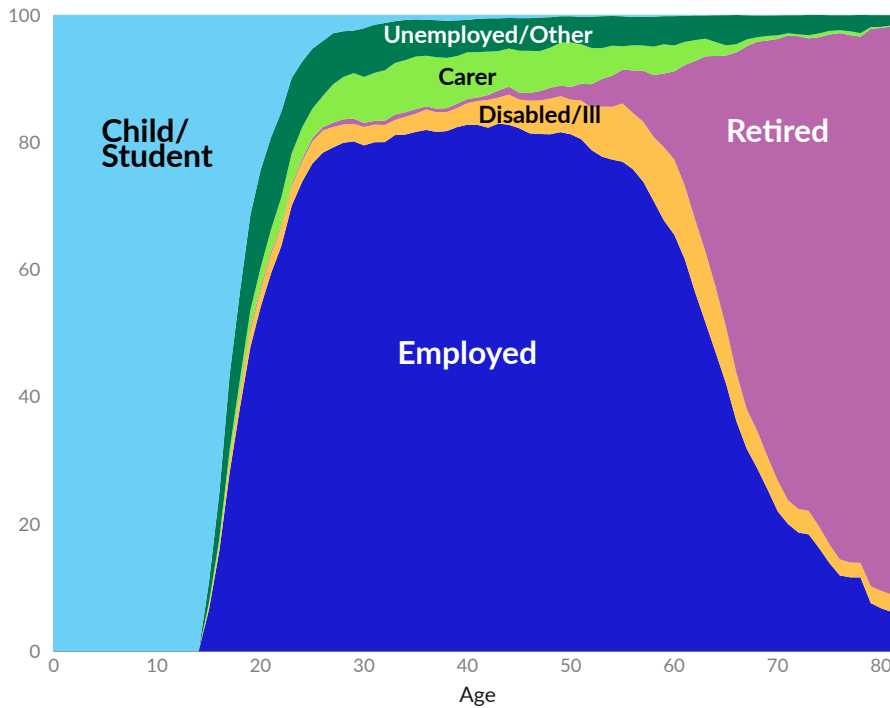 100
Unemployed/Other
Carer
Disabled/Ill
Child/
Student
Retired
80
60
Employed
40
20
0
0 10 20 30 40 50 60 70 80
Age